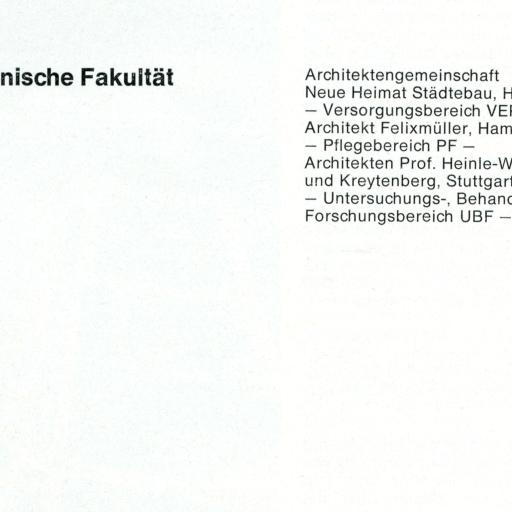 nische Fakultät
Architektengemeinschaft
Neue Heimat Städtebau, H
— Versorgungsbereich VE
Architekt Felixmüller, Ham
— Pflegebereich PF —
Architekten Prof. Heinle-W
und Kreytenberg, Stuttgart
— Untersuchungs-, Behand
Forschungsbereich UBF —